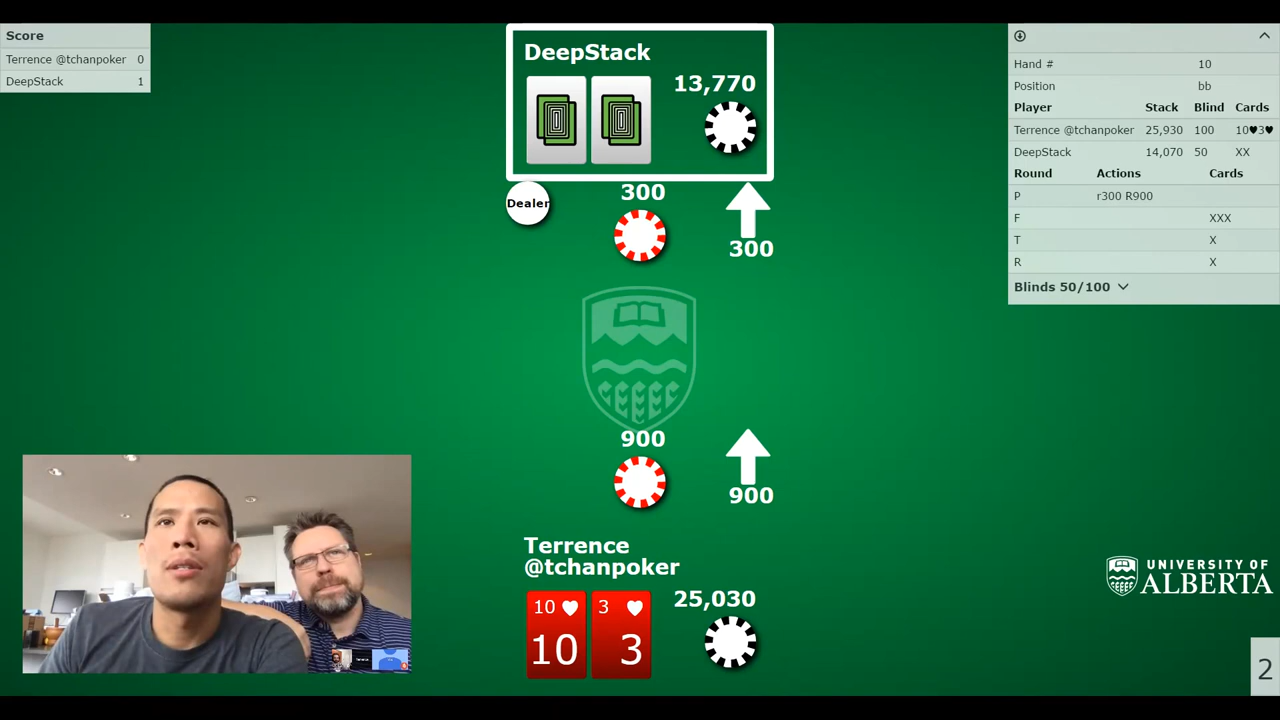 Score
Terrence @tchanpoker 0
DeepStack 1
DeepStack
13,770
Dealer
300
300
900
900
Terrence
@tchanpoker
25,030
10♥ 3♥
10 3
Hand # 10
Position bb
Player Stack Blind Cards
Terrence @tchanpoker 25,930 100 10♥3♥
DeepStack 14,070 50 XX
Round Actions Cards
P r300 R900
F XXX
T X
R X
Blinds 50/100
UNIVERSITY OF
ALBERTA
2